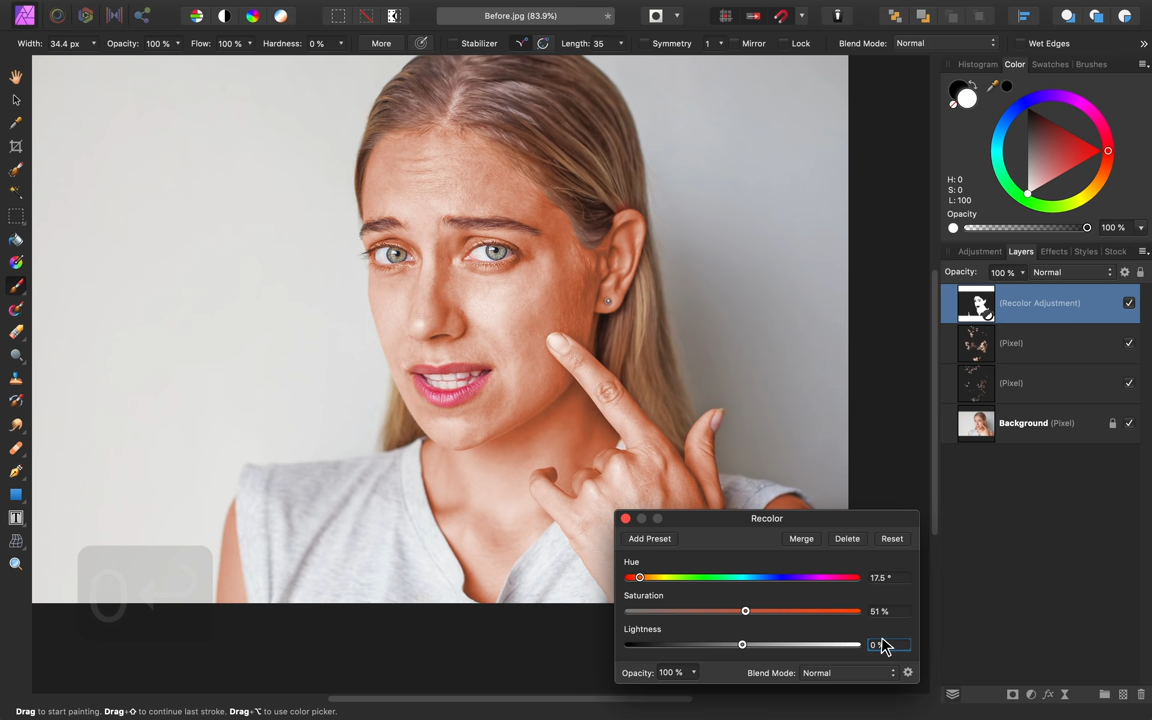 Before.jpg (83.9%)
Width: 34.4 px Opacity: 100 % Flow: 100 % Hardness: 0 % More Stabilizer Length: 35 Symmetry 1 Mirror Lock Blend Mode: Normal Wet Edges
Histogram Color Swatches Brushes
H: 0
S: 0
L: 100
Opacity
100 %
Adjustment Layers Effects Styles Stock
Opacity: 100 % Normal
(Recolor Adjustment)
(Pixel)
(Pixel)
Background (Pixel)
Recolor
Add Preset Merge Delete Reset
Hue
17.5 °
Saturation
51 %
Lightness
0 %
Opacity: 100 % Blend Mode: Normal
0↩
Drag to start painting. Drag+⇧ to continue last stroke. Drag+⌥ to use color picker.